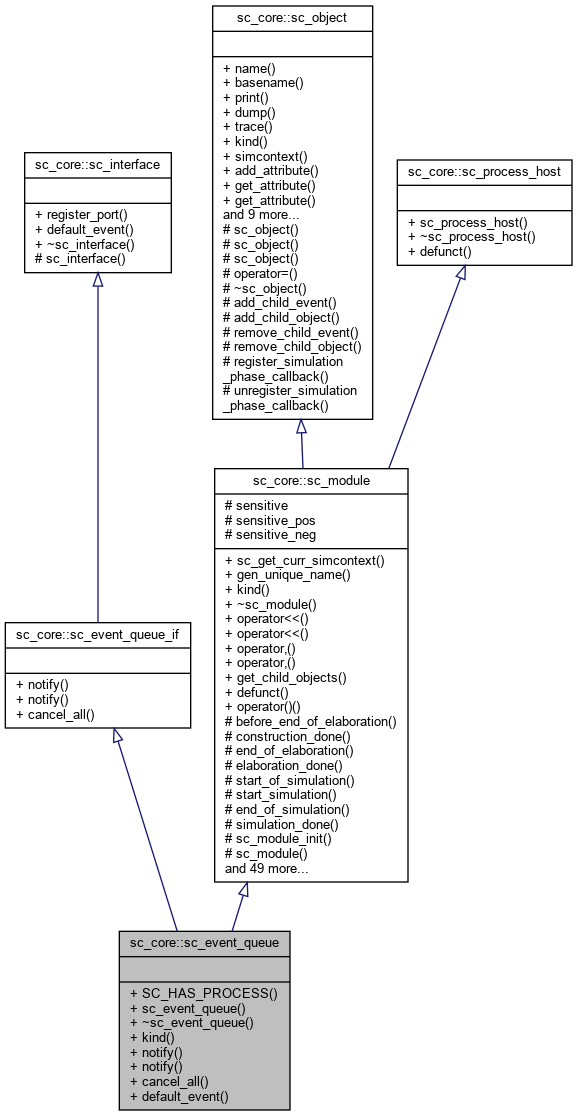 sc_core::sc_object
+ name()
+ basename()
+ print()
+ dump()
+ trace()
+ kind()
+ simcontext()
+ add_attribute()
+ get_attribute()
+ get_attribute()
and 9 more...
# sc_object()
# sc_object()
# sc_object()
# operator=()
# ~sc_object()
# add_child_event()
# add_child_object()
# remove_child_event()
# remove_child_object()
# register_simulation
_phase_callback()
# unregister_simulation
_phase_callback()
sc_core::sc_interface
+ register_port()
+ default_event()
+ ~sc_interface()
# sc_interface()
sc_core::sc_process_host
+ sc_process_host()
+ ~sc_process_host()
+ defunct()
sc_core::sc_module
# sensitive
# sensitive_pos
# sensitive_neg
+ sc_get_curr_simcontext()
+ gen_unique_name()
+ kind()
+ ~sc_module()
+ operator<<()
+ operator<<()
+ operator,()
+ operator,()
+ get_child_objects()
+ defunct()
+ operator()()
# before_end_of_elaboration()
# construction_done()
# end_of_elaboration()
# elaboration_done()
# start_of_simulation()
# start_simulation()
# end_of_simulation()
# simulation_done()
# sc_module_init()
# sc_module()
and 49 more...
sc_core::sc_event_queue_if
+ notify()
+ notify()
+ cancel_all()
sc_core::sc_event_queue
+ SC_HAS_PROCESS()
+ sc_event_queue()
+ ~sc_event_queue()
+ kind()
+ notify()
+ notify()
+ cancel_all()
+ default_event()